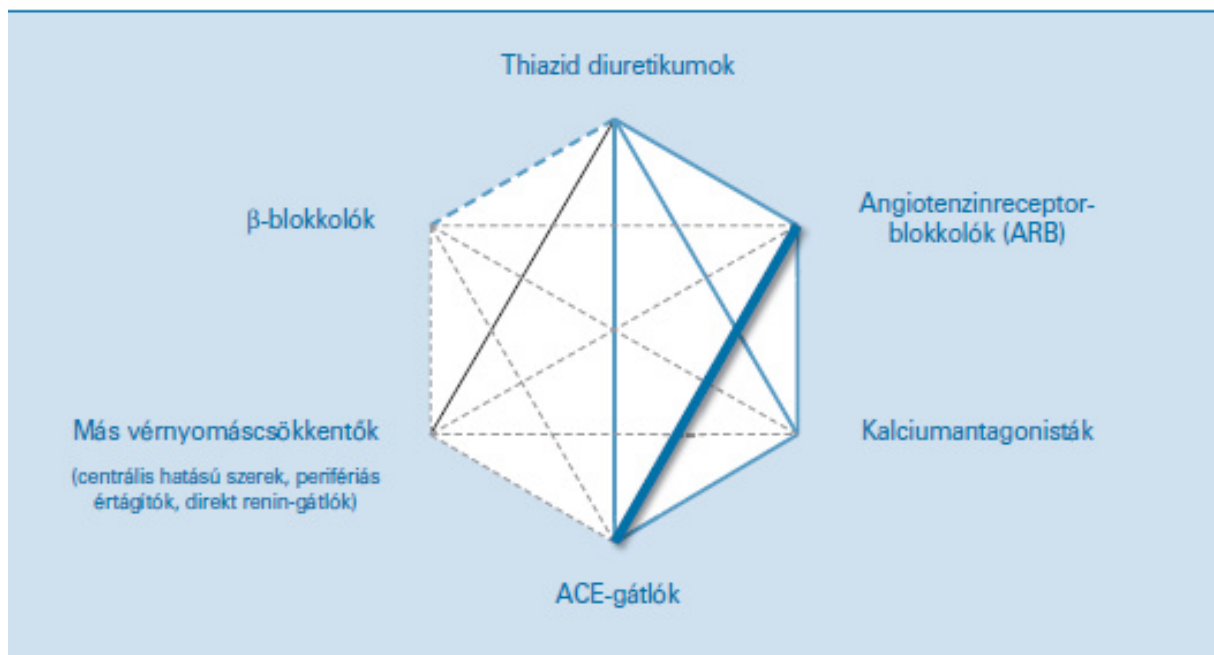 Thiazid diuretikumok
β-blokkolók
Angiotenzinreceptor-
blokkolók (ARB)
Más vérnyomáscsökkentők
(centrális hatású szerek, perifériás
értágítók, direkt renin-gátlók)
Kalciumantagonisták
ACE-gátlók